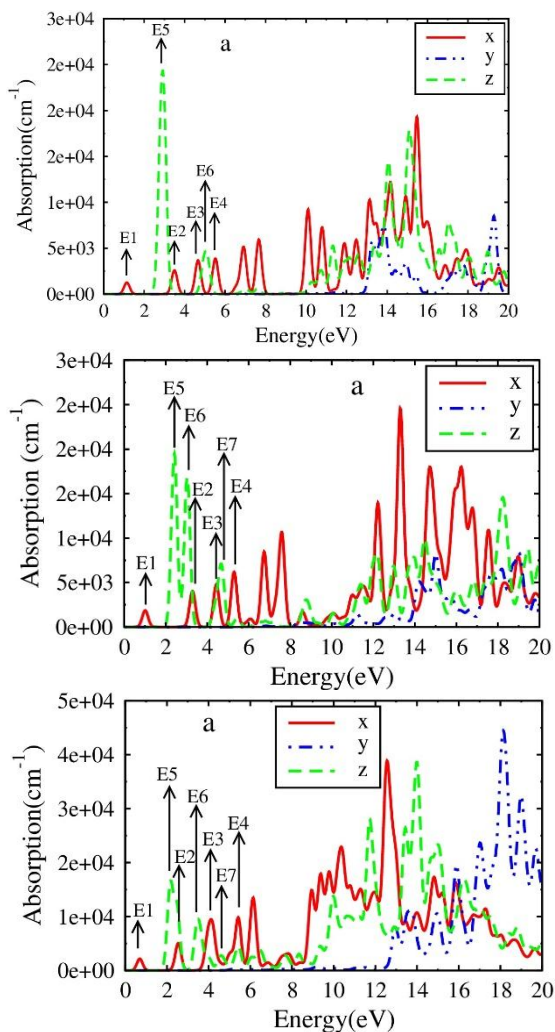 a
E5
x
y
z
E6
E3
E4
E2
E1
3e+04
2e+04
2e+04
1e+04
5e+03
0e+00
Absorption(cm-1)
0 2 4 6 8 10 12 14 16 18 20
Energy(eV)
a
E5
x
y
z
E6
E7
E2
E4
E3
E1
3e+04
2e+04
2e+04
1e+04
5e+03
0e+00
Absorption (cm-1)
0 2 4 6 8 10 12 14 16 18 20
Energy(eV)
a
x
y
z
E5
E6
E4
E3
E2
E7
E1
5e+04
4e+04
3e+04
2e+04
1e+04
0e+00
Absorption(cm-1)
0 2 4 6 8 10 12 14 16 18 20
Energy(eV)